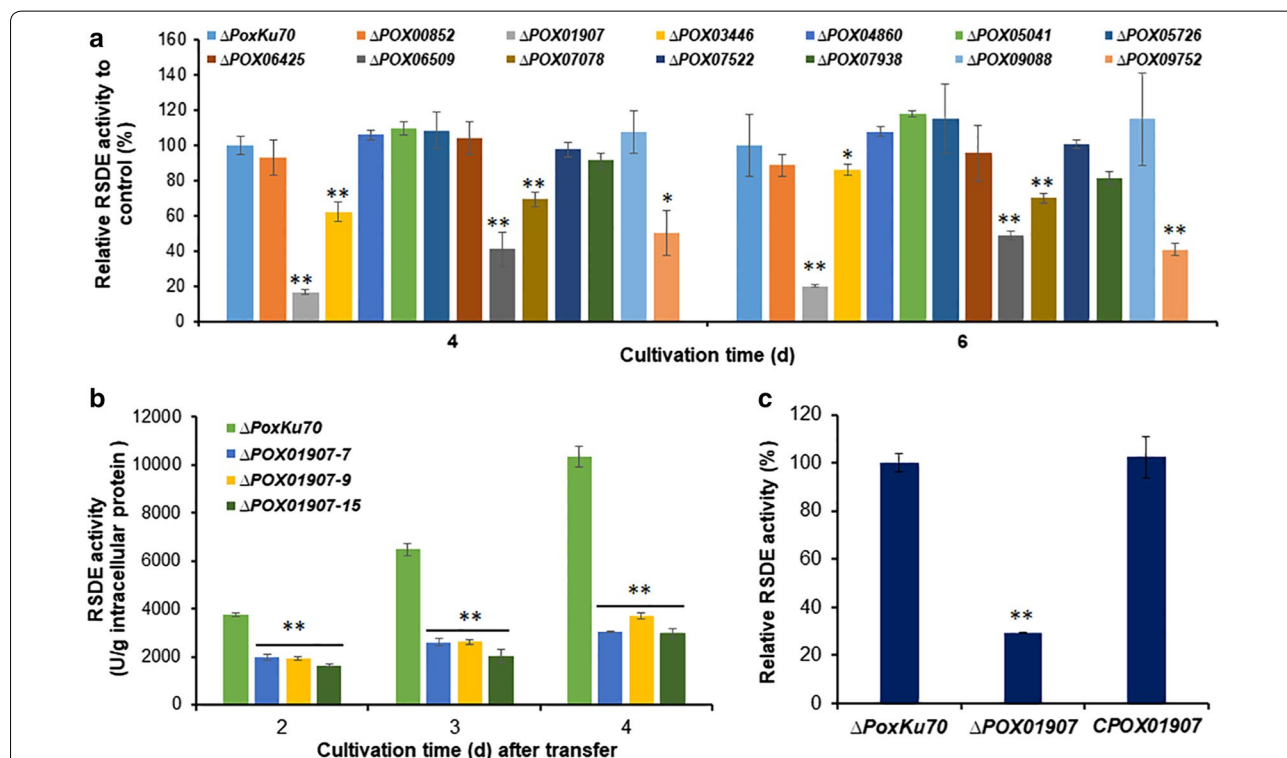 a
160
140
120
100
80
60
40
20
0
Relative RSDE activity to
control (%)
ΔPoxKu70 ΔPOX00852 ΔPOX01907 ΔPOX03446 ΔPOX04860 ΔPOX05041 ΔPOX05726
ΔPOX06425 ΔPOX06509 ΔPOX07078 ΔPOX07522 ΔPOX07938 ΔPOX09088 ΔPOX09752
** ** ** ** *
** * ** ** **
4 6
Cultivation time (d)
b
12000
10000
8000
6000
4000
2000
0
RSDE activity
(U/g intracellular protein )
ΔPoxKu70
ΔPOX01907-7
ΔPOX01907-9
ΔPOX01907-15
** ** **
2 3 4
Cultivation time (d) after transfer
c
120
100
80
60
40
20
0
Relative RSDE activity (%)
**
ΔPoxKu70 ΔPOX01907 CPOX01907